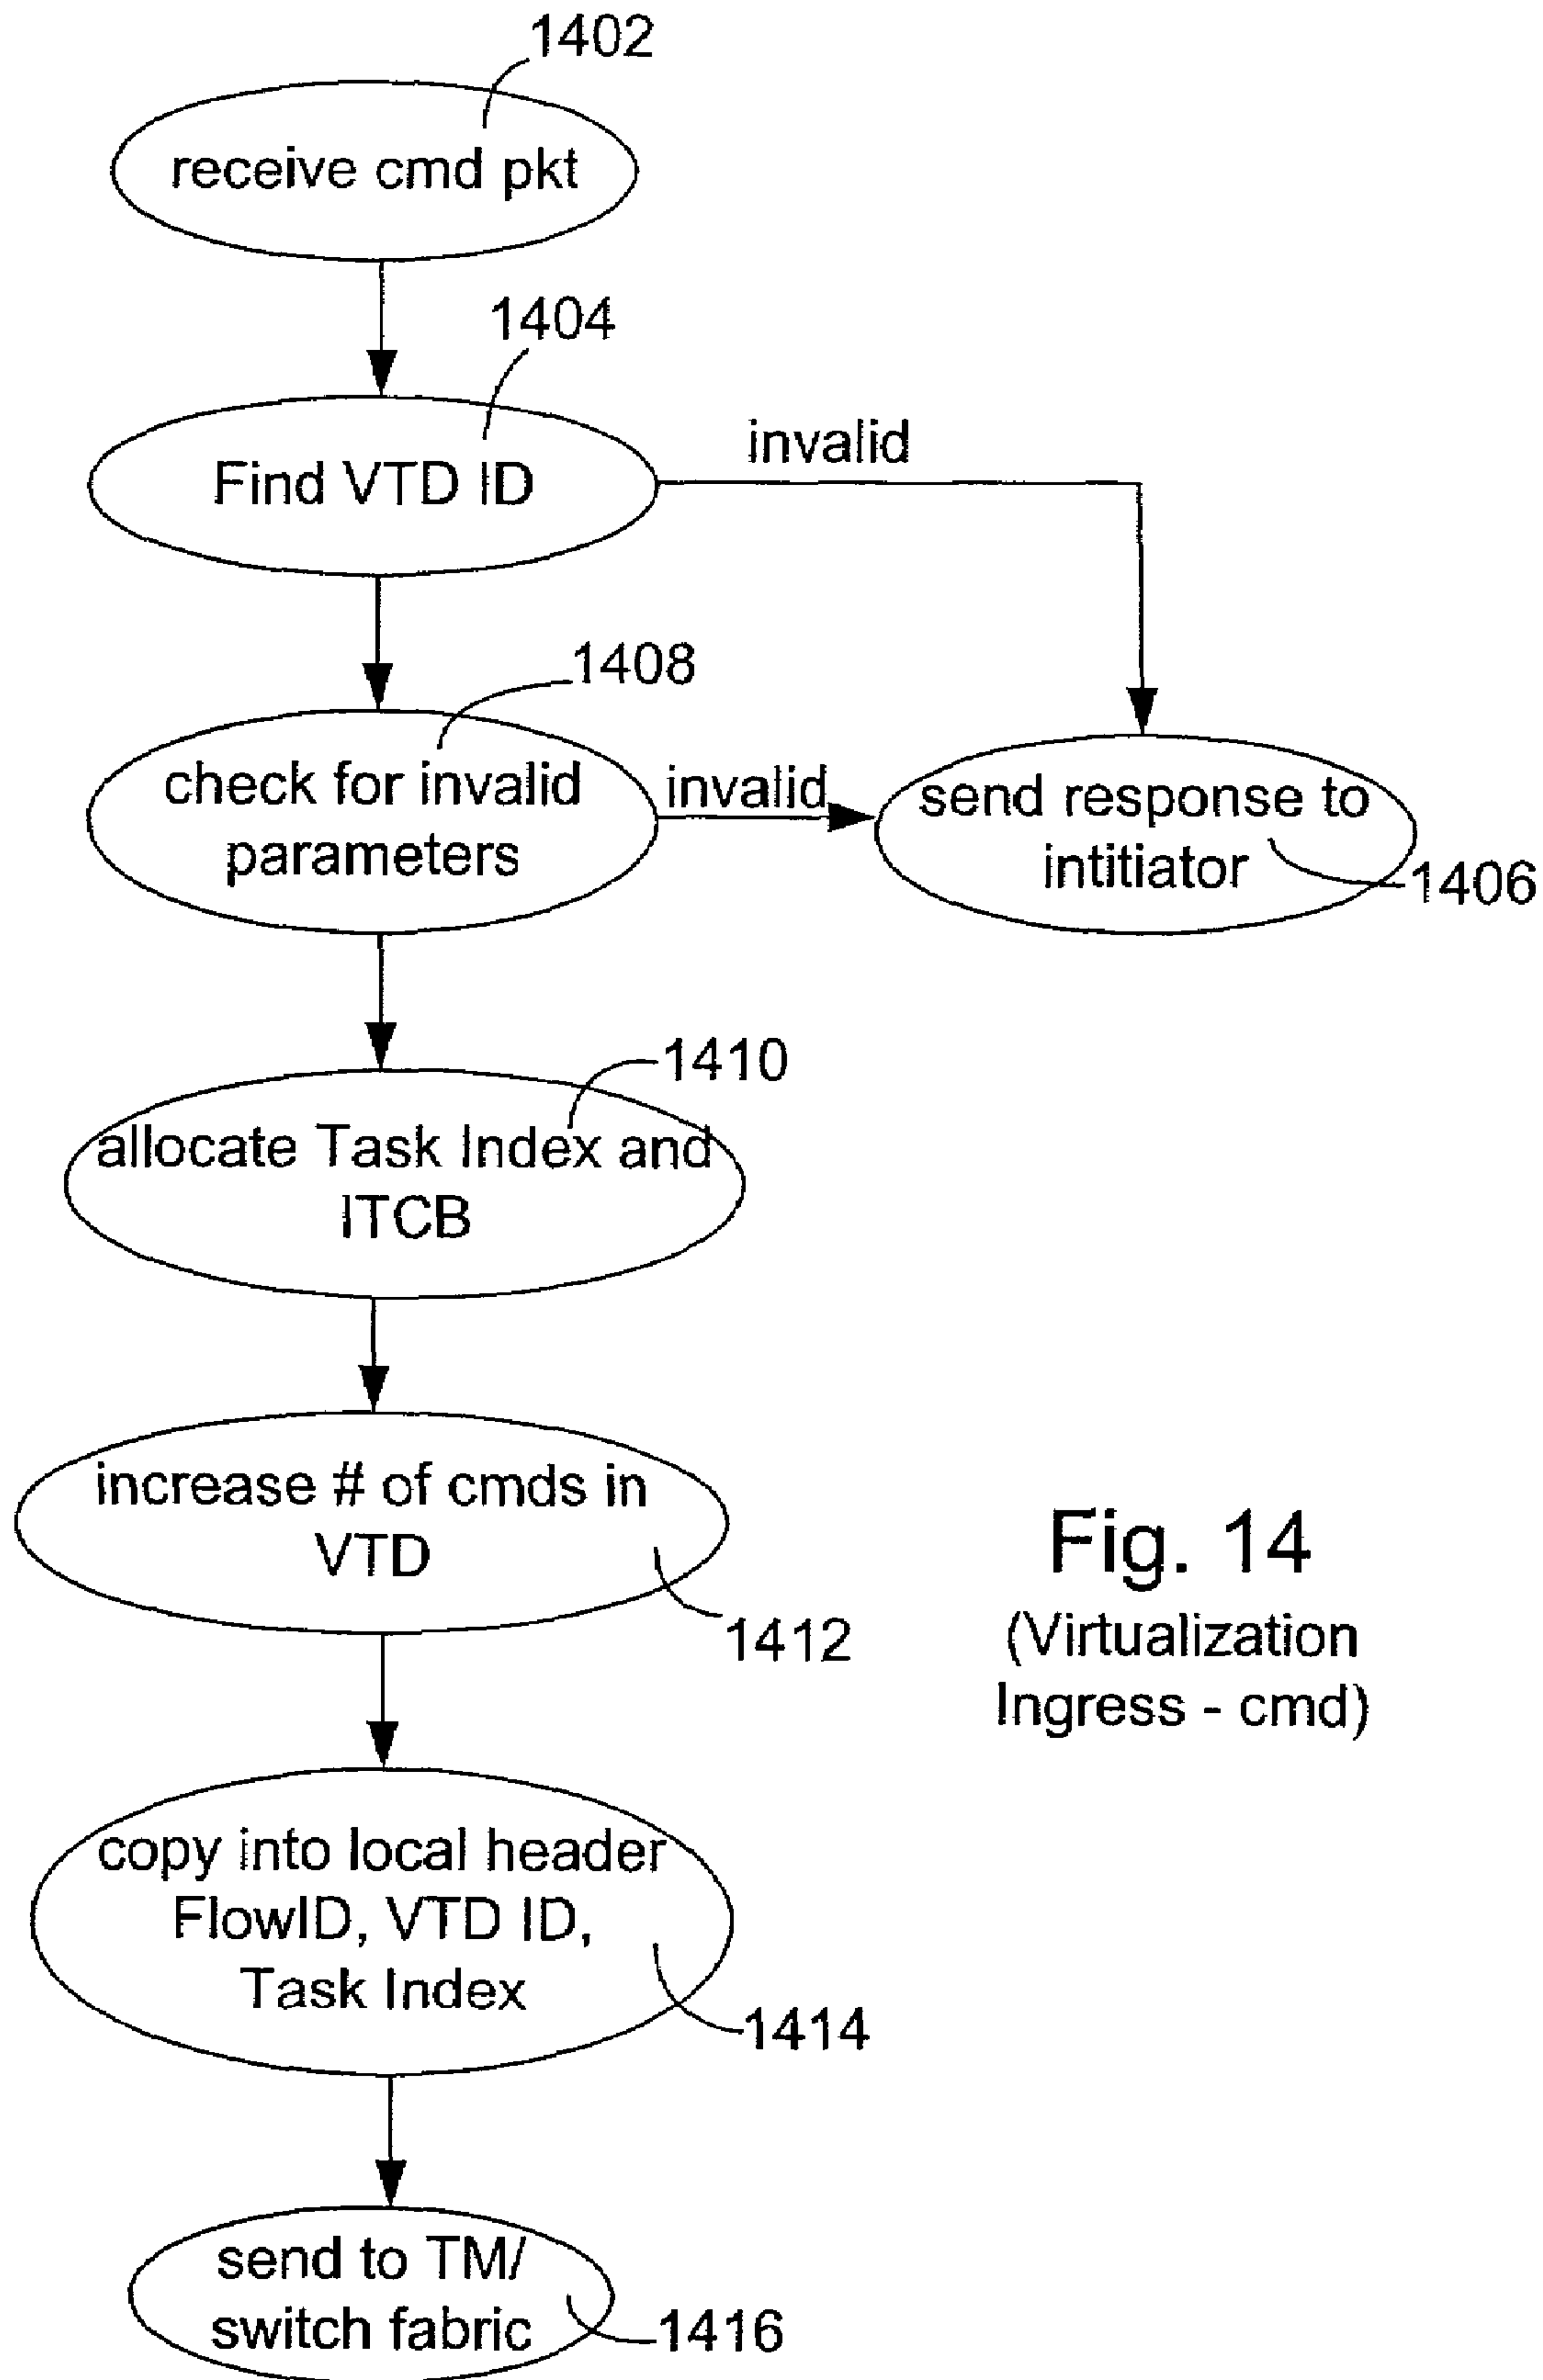 1402
receive cmd pkt
1404
Find VTD ID
invalid
1408
check for invalid
parameters
invalid
send response to
intitiator
1406
1410
allocate Task Index and
ITCB
increase # of cmds in
VTD
1412
Fig. 14
(Virtualization
Ingress - cmd)
copy into local header
FlowID, VTD ID,
Task Index
1414
send to TM/
switch fabric
1416